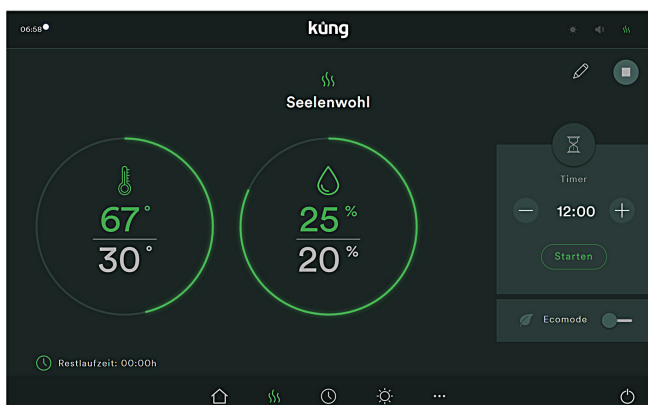 06:58
küng
Seelenwohl
67°
30°
25%
20%
Timer
12:00
Starten
Ecomode
Restlaufzeit: 00:00h